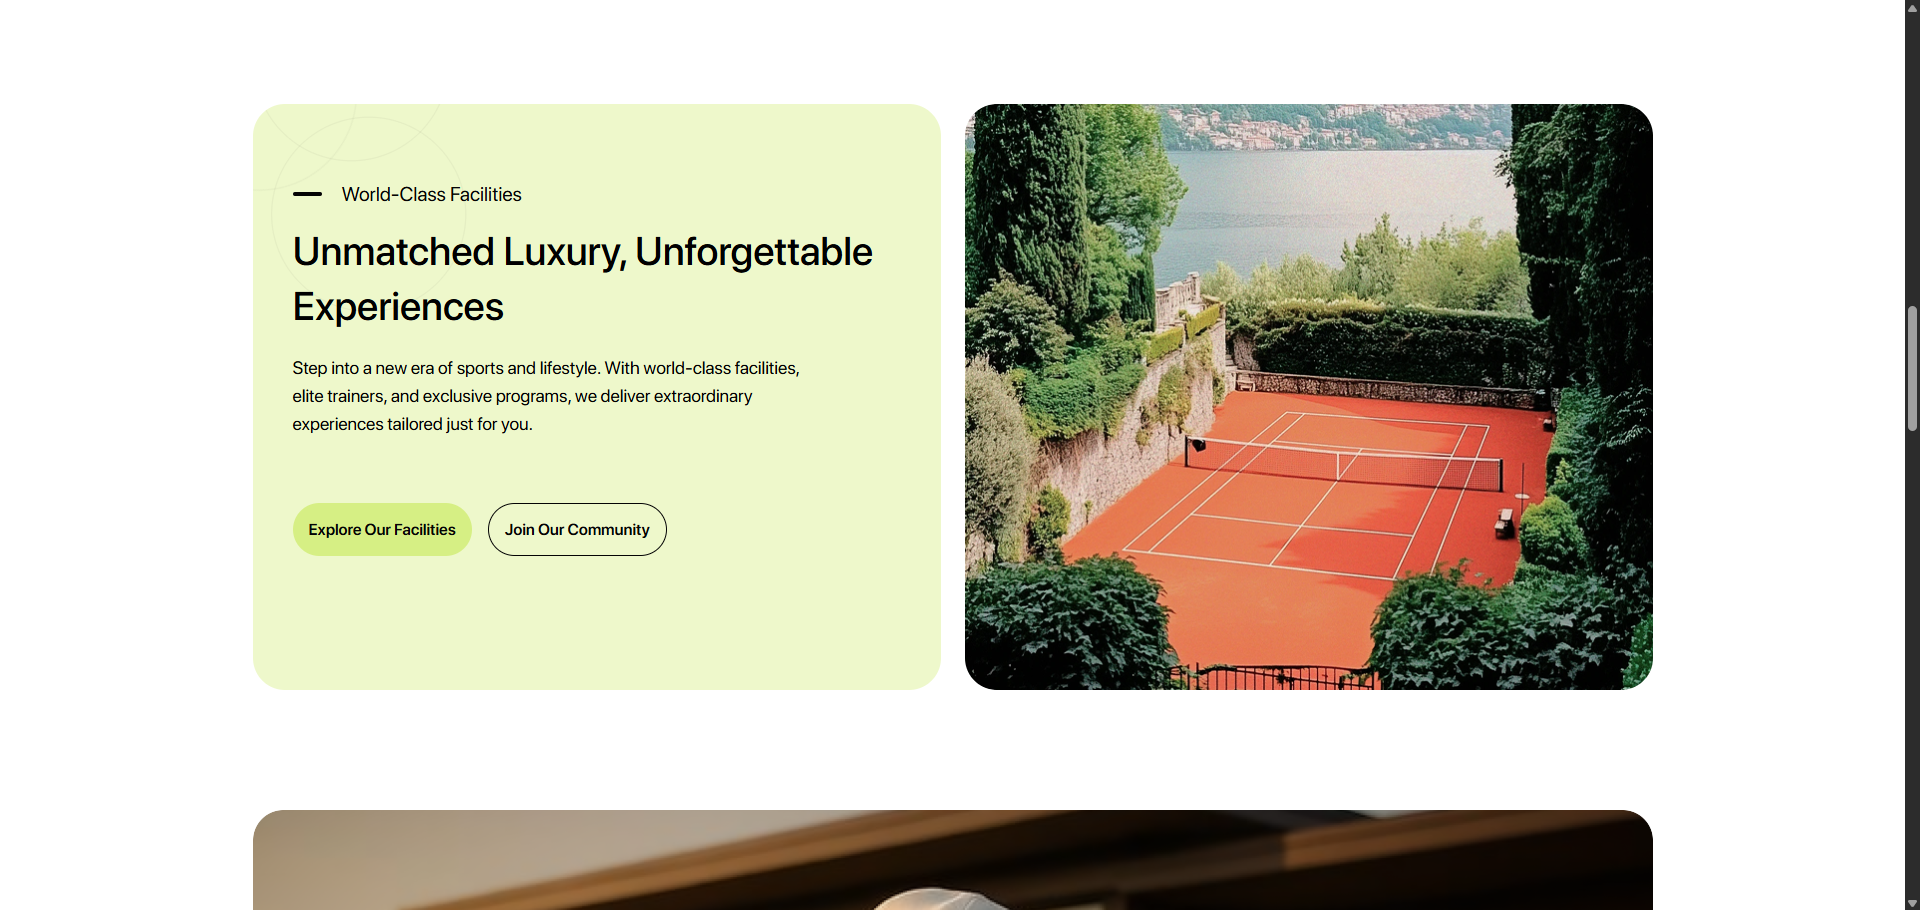 World-Class Facilities
Unmatched Luxury, Unforgettable
Experiences
Step into a new era of sports and lifestyle. With world-class facilities,
elite trainers, and exclusive programs, we deliver extraordinary
experiences tailored just for you.
Explore Our Facilities
Join Our Community